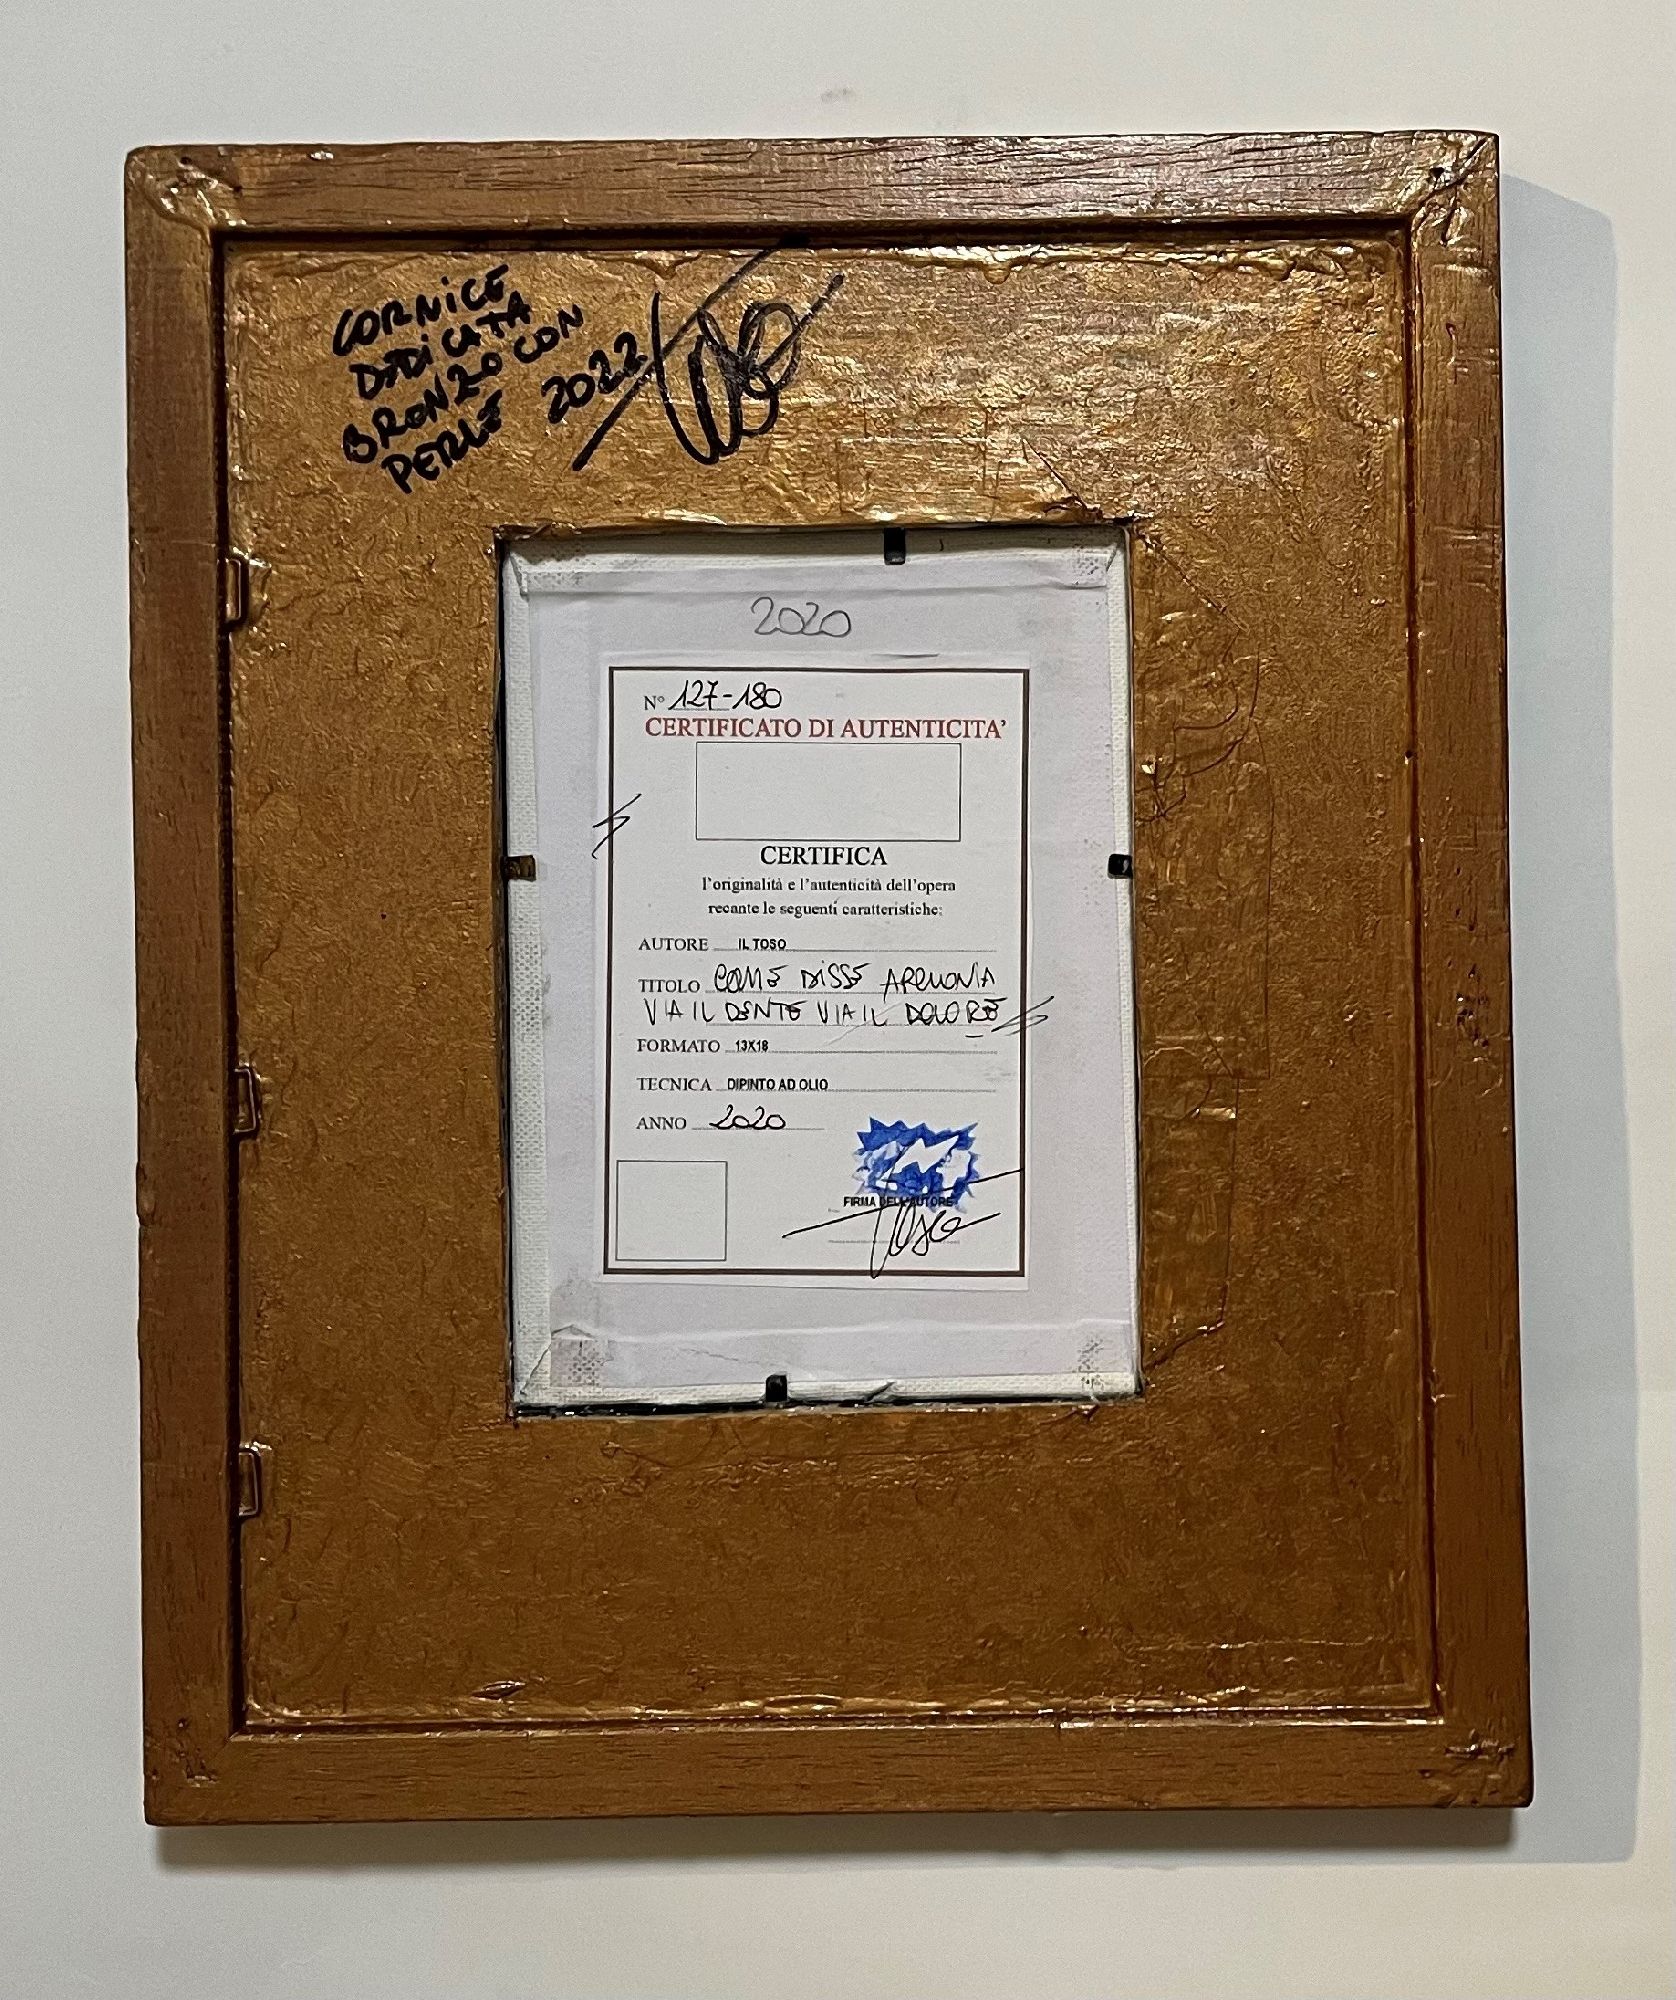 CORNICE
DEDICATA
BRONZO CON
PERLE 2022
2020
N° 127-180
CERTIFICATO DI AUTENTICITA'
CERTIFICA
l'originalità e l'autenticità dell'opera
recante le seguenti caratteristiche:
AUTORE IL TOSO
TITOLO COME DISSE ARMONIA
VIA IL DENTE VIA IL DOLORE
FORMATO 13X18
TECNICA DIPINTO AD OLIO
ANNO 2020
FIRMA DELL'AUTORE
Toso